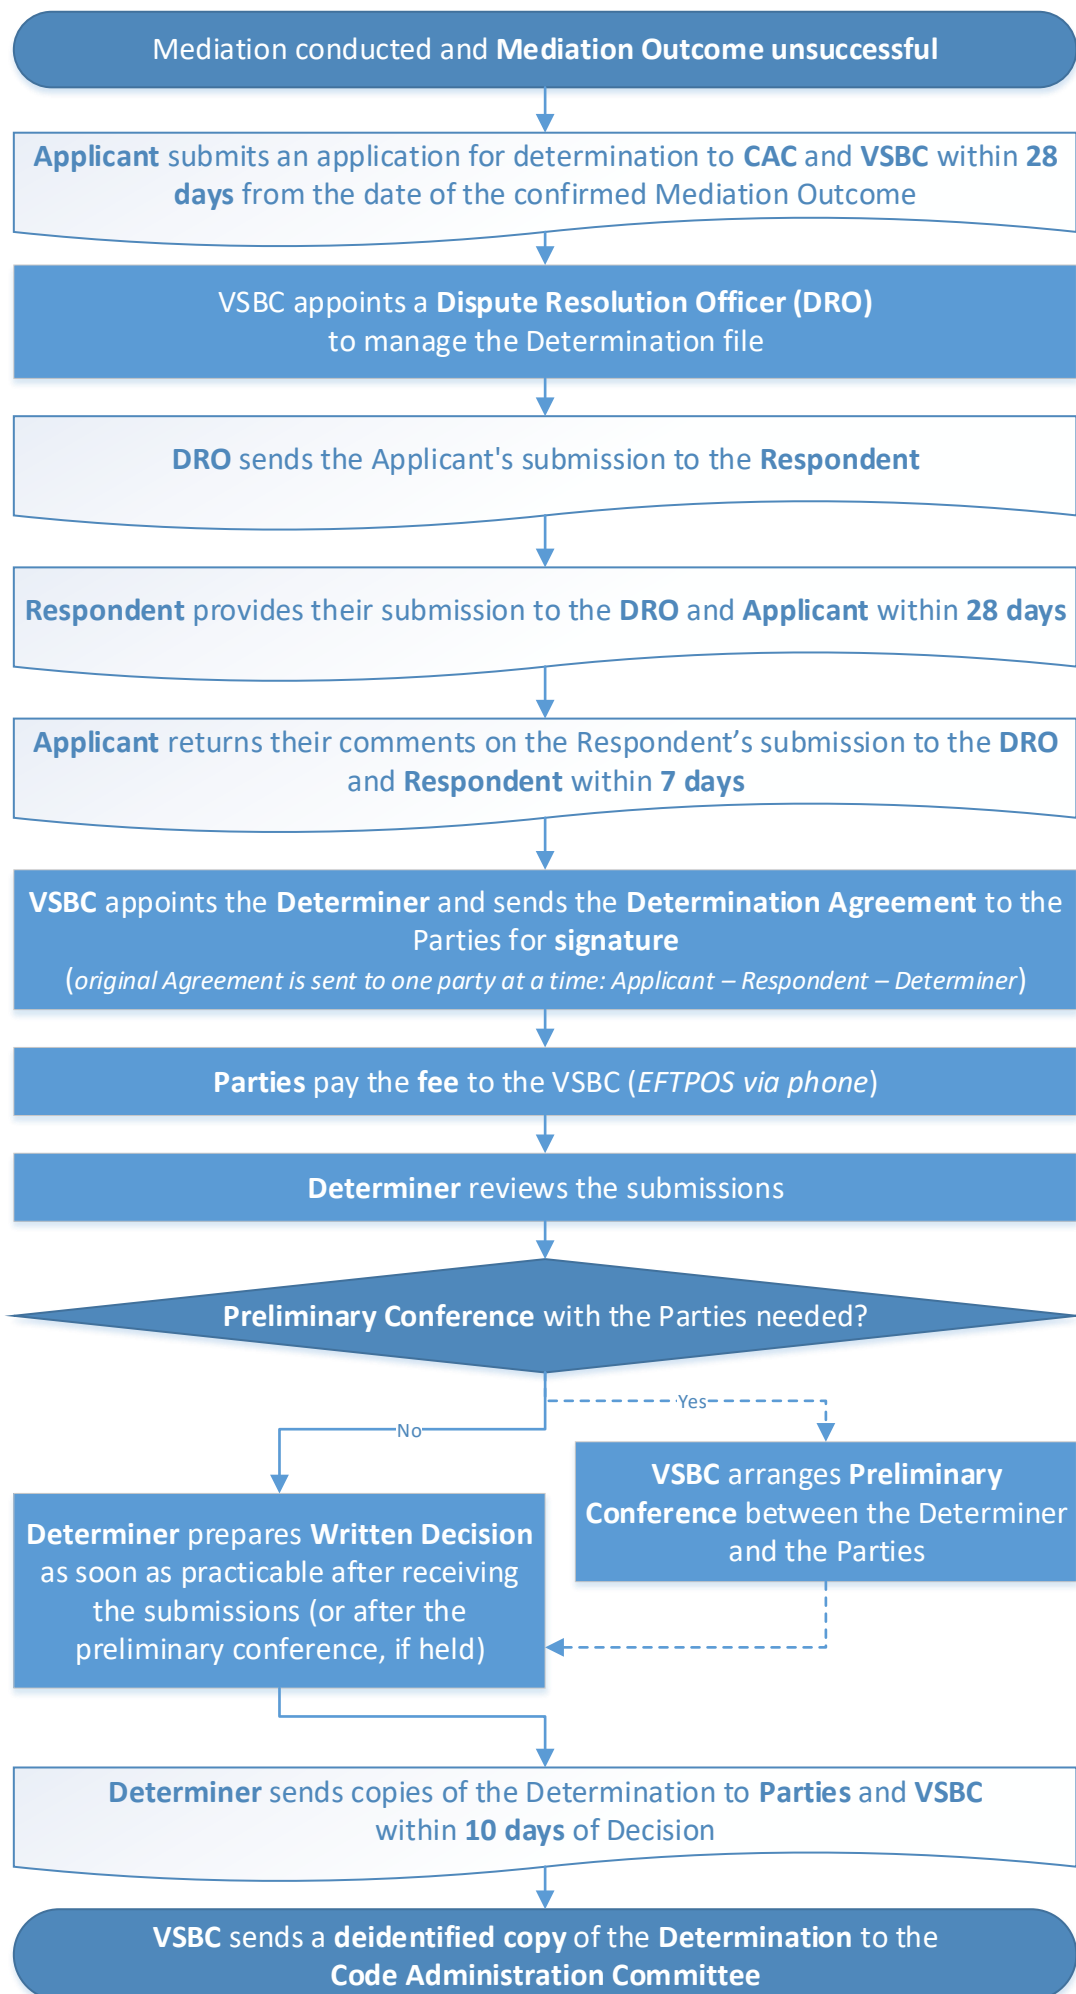 Mediation conducted and Mediation Outcome unsuccessful
Applicant submits an application for determination to CAC and VSBC within 28
days from the date of the confirmed Mediation Outcome
VSBC appoints a Dispute Resolution Officer (DRO)
to manage the Determination file
DRO sends the Applicant's submission to the Respondent
Respondent provides their submission to the DRO and Applicant within 28 days
Applicant returns their comments on the Respondent’s submission to the DRO
and Respondent within 7 days
VSBC appoints the Determiner and sends the Determination Agreement to the
Parties for signature
(original Agreement is sent to one party at a time: Applicant – Respondent – Determiner)
Parties pay the fee to the VSBC (EFTPOS via phone)
Determiner reviews the submissions
Preliminary Conference with the Parties needed?
Yes
No
VSBC arranges Preliminary
Conference between the Determiner
and the Parties
Determiner prepares Written Decision
as soon as practicable after receiving
the submissions (or after the
preliminary conference, if held)
Determiner sends copies of the Determination to Parties and VSBC
within 10 days of Decision
VSBC sends a deidentified copy of the Determination to the
Code Administration Committee